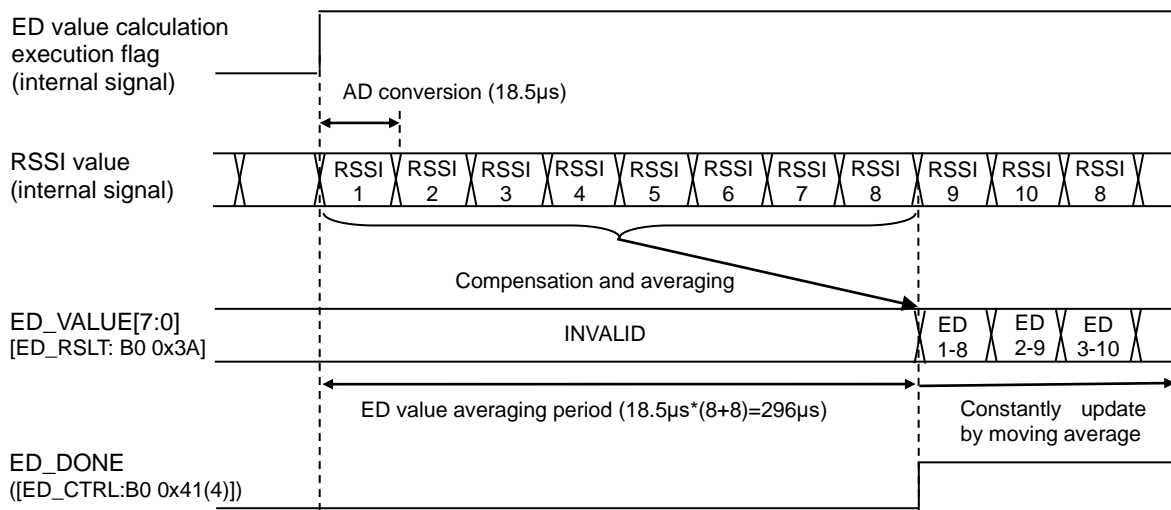 ED value calculation
execution flag
(internal signal)
AD conversion (18.5µs)
RSSI value
(internal signal)
RSSI 1
RSSI 2
RSSI 3
RSSI 4
RSSI 5
RSSI 6
RSSI 7
RSSI 8
RSSI 9
RSSI 10
RSSI 8
Compensation and averaging
ED_VALUE[7:0]
[ED_RSLT: B0 0x3A]
INVALID
ED 1-8
ED 2-9
ED 3-10
ED value averaging period (18.5µs*(8+8)=296µs)
Constantly update
by moving average
ED_DONE
([ED_CTRL:B0 0x41(4)])